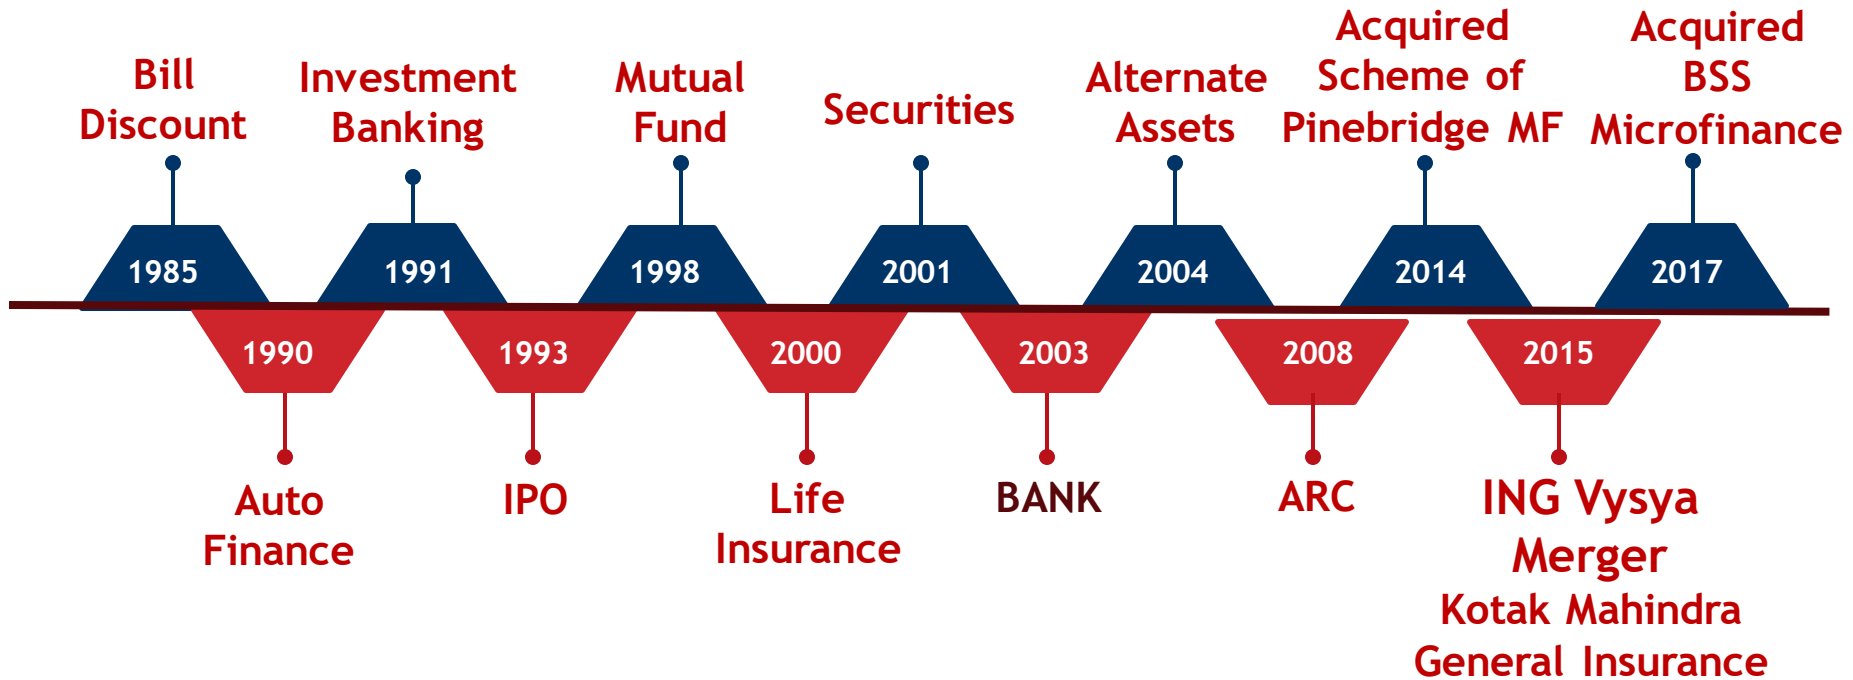 Bill
Discount
Investment
Banking
Mutual
Fund
Securities
Alternate
Assets
Acquired
Scheme of
Pinebridge MF
Acquired
BSS
Microfinance
1985
1991
1998
2001
2004
2014
2017
1990
1993
2000
2003
2008
2015
Auto
Finance
IPO
Life
Insurance
BANK
ARC
ING Vysya
Merger
Kotak Mahindra
General Insurance